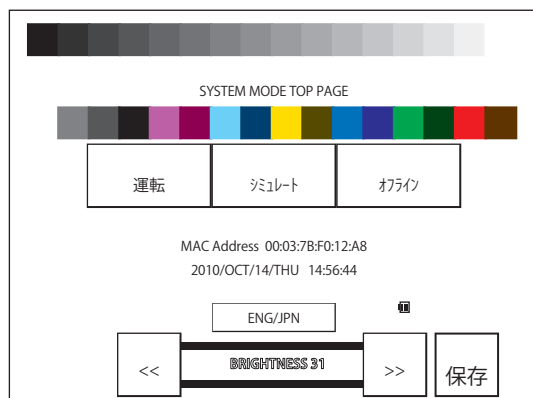 SYSTEM MODE TOP PAGE
運転 ｼﾐｭﾚｰﾄ ｵﾌﾗｲﾝ
MAC Address 00:03:7B:F0:12:A8
2010/OCT/14/THU 14:56:44
ENG/JPN
<< BRIGHTNESS 31 >> 保存